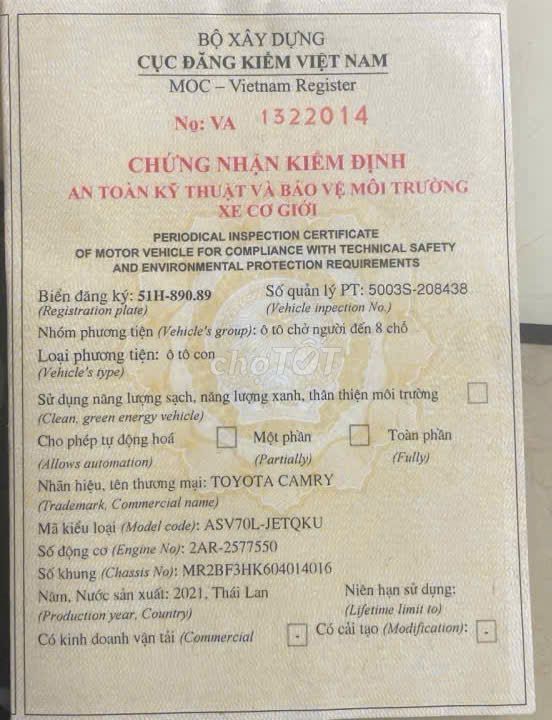 BỘ XÂY DỰNG
CỤC ĐĂNG KIỂM VIỆT NAM
MOC – Vietnam Register
Nọ: VA 1322014
CHỨNG NHẬN KIỂM ĐỊNH
AN TOÀN KỸ THUẬT VÀ BẢO VỆ MÔI TRƯỜNG
XE CƠ GIỚI
PERIODICAL INSPECTION CERTIFICATE
OF MOTOR VEHICLE FOR COMPLIANCE WITH TECHNICAL SAFETY
AND ENVIRONMENTAL PROTECTION REQUIREMENTS
Biển đăng ký: 51H-890.89 Số quản lý PT: 5003S-208438
(Registration plate) (Vehicle inpection No.)
Nhóm phương tiện (Vehicle's group): ô tô chở người đến 8 chỗ
Loại phương tiện: ô tô con
(Vehicle's type)
choTOT
Sử dụng năng lượng sạch, năng lượng xanh, thân thiện môi trường
(Clean, green energy vehicle)
Cho phép tự động hoá Một phần Toàn phần
(Allows automation) (Partially) (Fully)
Nhãn hiệu, tên thương mại: TOYOTA CAMRY
(Trademark, Commercial name)
Mã kiểu loại (Model code): ASV70L-JETQKU
Số động cơ (Engine No): 2AR-2577550
Số khung (Chassis No): MR2BF3HK604014016
Năm, Nước sản xuất: 2021, Thái Lan Niên hạn sử dụng:
(Production year, Country) (Lifetime limit to)
Có kinh doanh vận tải (Commercial - Có cải tạo (Modification): -